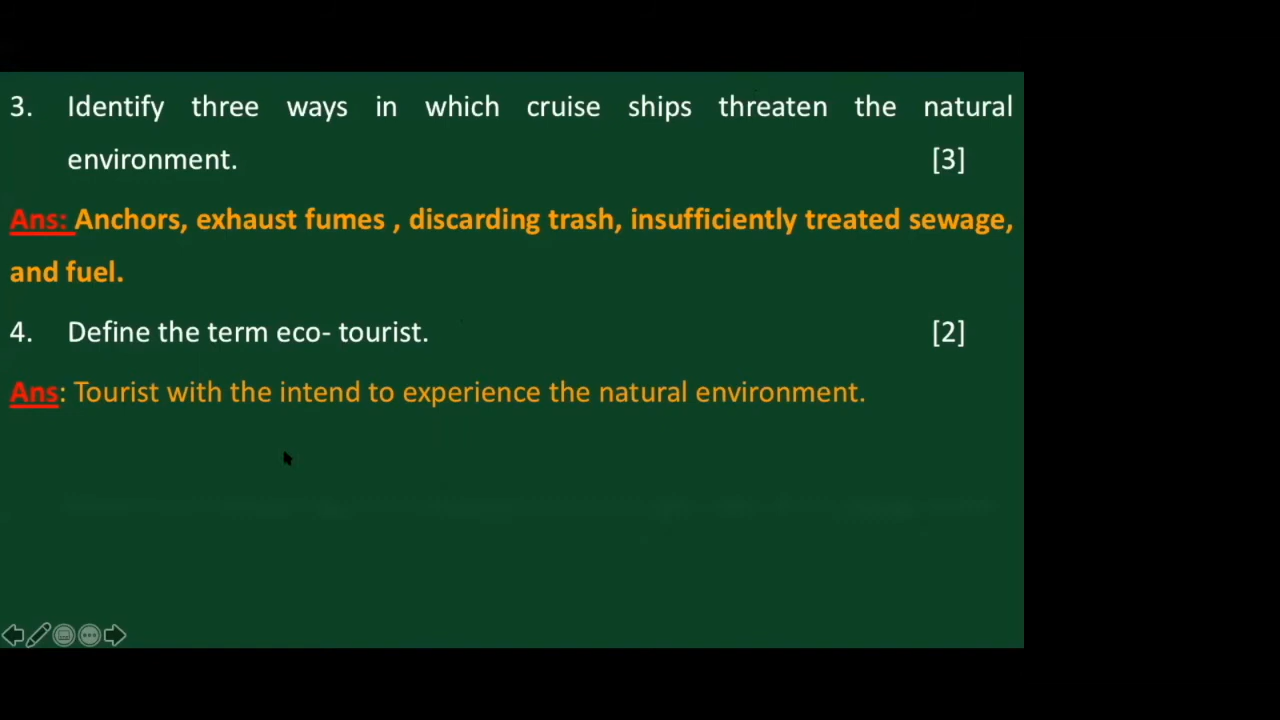 3. Identify three ways in which cruise ships threaten the natural
environment. [3]
Ans: Anchors, exhaust fumes , discarding trash, insufficiently treated sewage,
and fuel.
4. Define the term eco- tourist. [2]
Ans: Tourist with the intend to experience the natural environment.